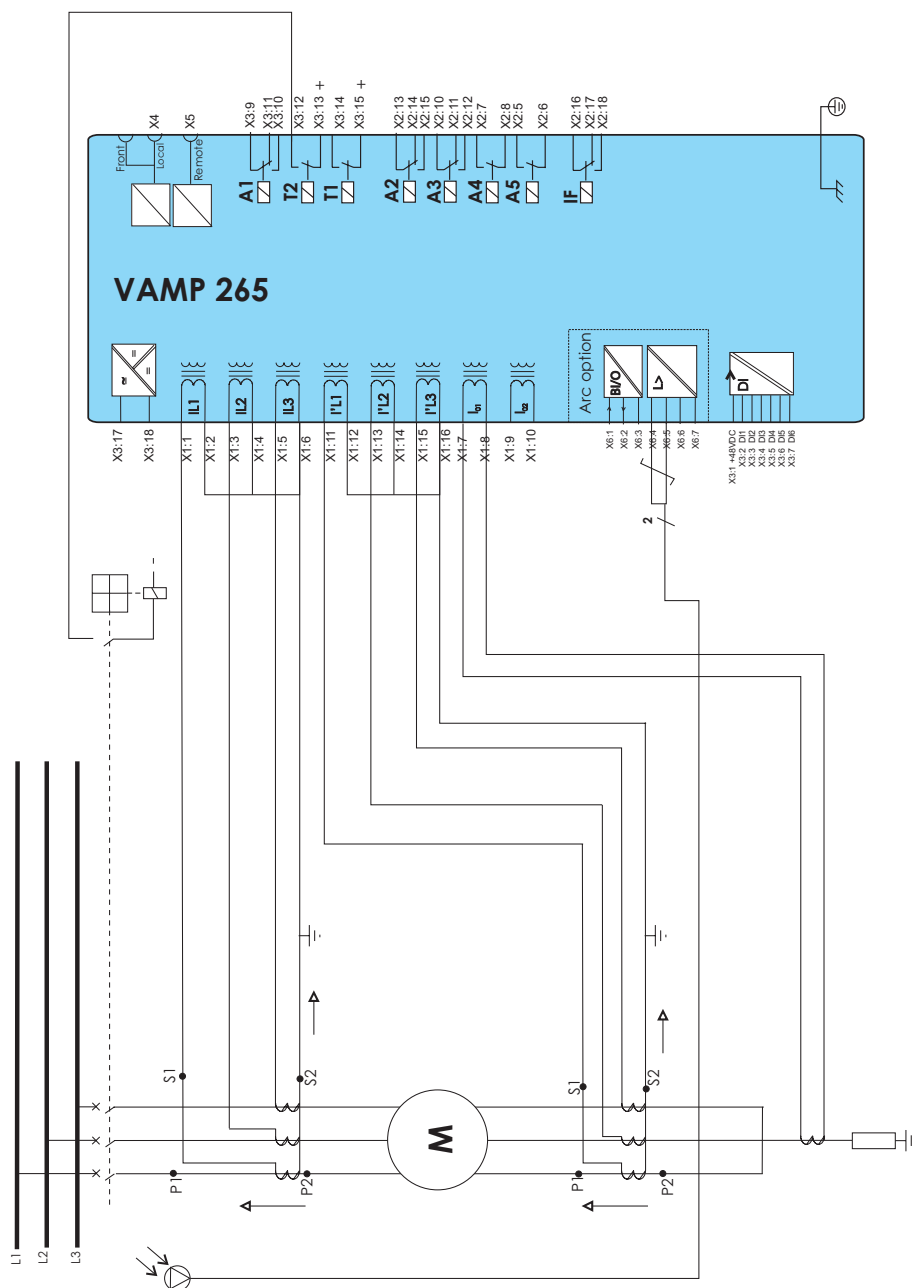 Front
Local
X4
Remote
X5
X3:9
X3:11
X3:10
X3:12
X3:13 +
X3:14
X3:15 +
X2:13
X2:14
X2:15
X2:10
X2:11
X2:12
X2:7
X2:8
X2:5
X2:6
X2:16
X2:17
X2:18
A1
T2
T1
A2
A3
A4
A5
IF
VAMP 265
IL1
IL2
IL3
I'L1
I'L2
I'L3
I01
I02
Arc option
BI/O
L>
DI
X3:17
X3:18
X1:1
X1:2
X1:3
X1:4
X1:5
X1:6
X1:11
X1:12
X1:13
X1:14
X1:15
X1:16
X1:7
X1:8
X1:9
X1:10
X6:1
X6:2
X6:3
X6:4
X6:5
X6:6
X6:7
X3:1 +48VDC
X3:2 DI1
X3:3 DI2
X3:4 DI3
X3:5 DI4
X3:6 DI5
X3:7 DI6
2
S1
S2
S1
S2
M
P1
P2
P1
P2
L1
L2
L3